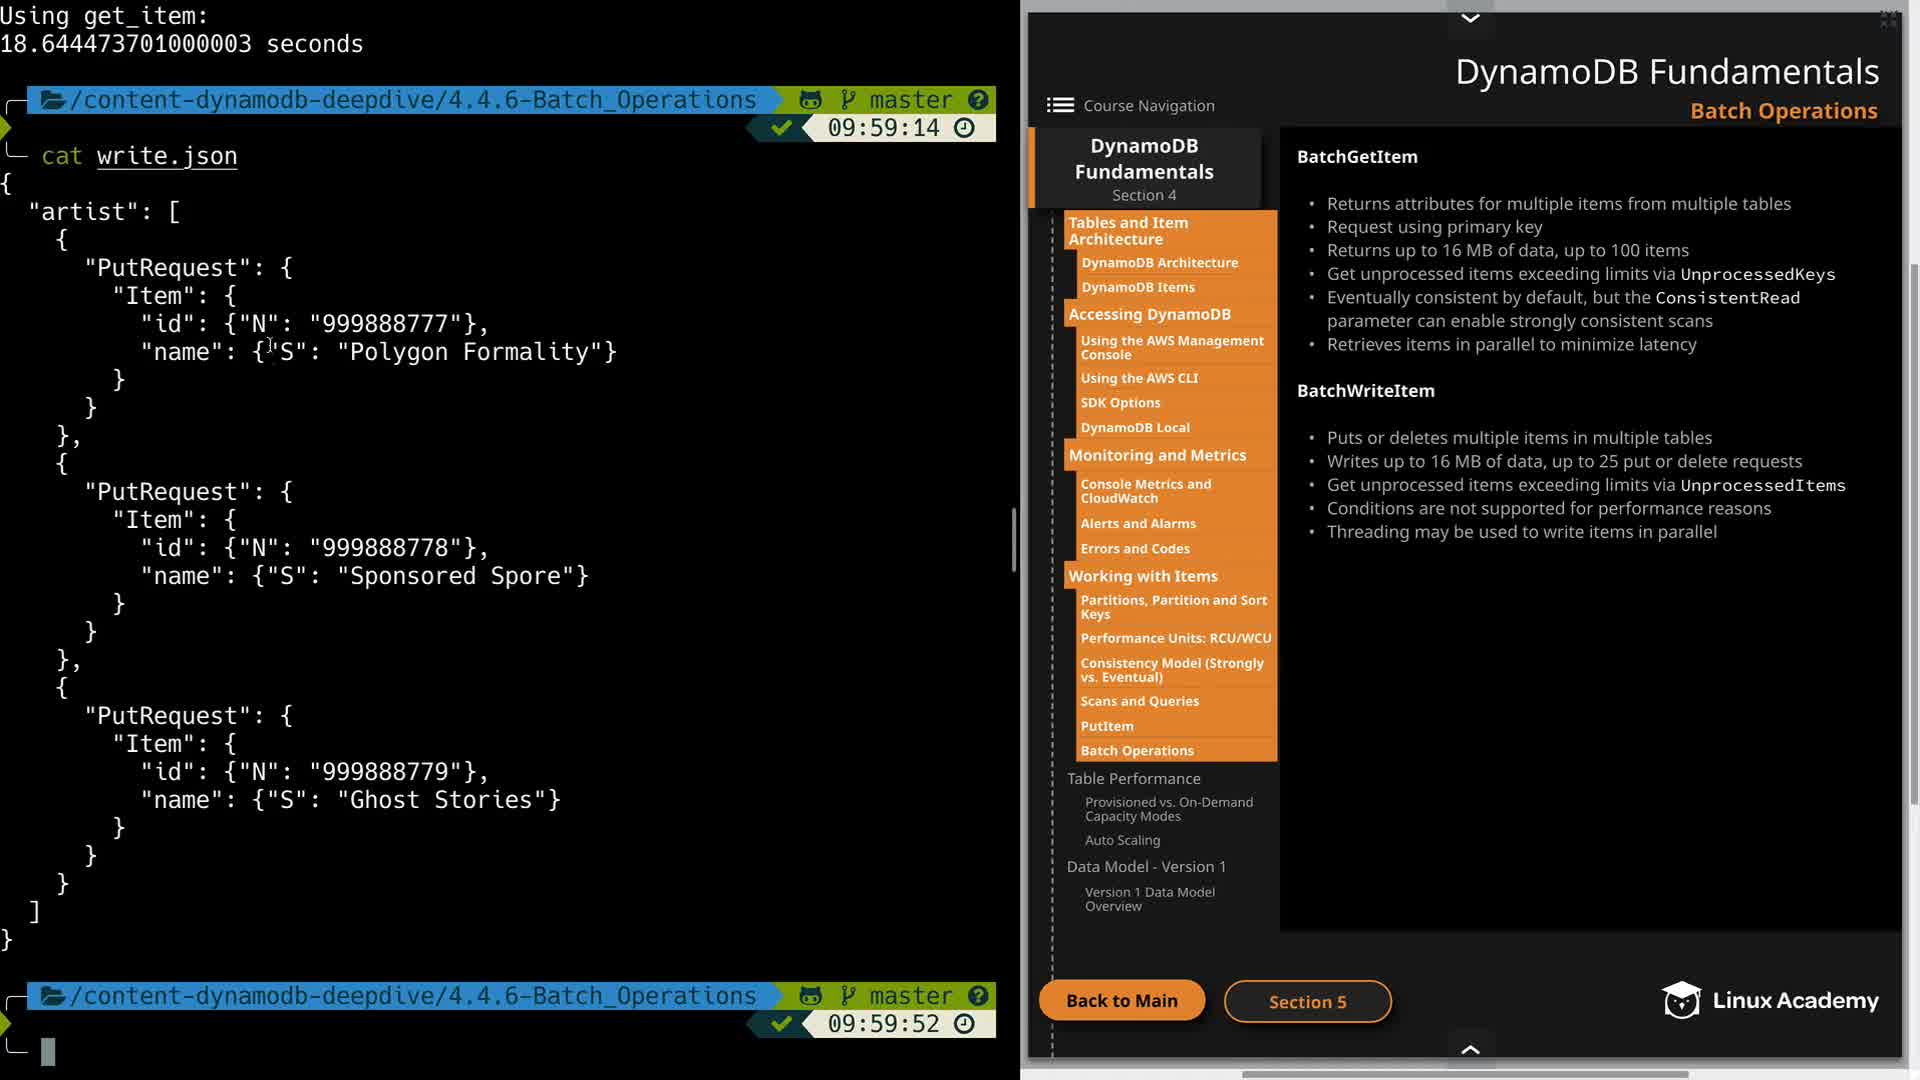 Using get_item:
18.644473701000003 seconds
/content-dynamodb-deepdive/4.4.6-Batch_Operations master
09:59:14
cat write.json
{
"artist": [
{
"PutRequest": {
"Item": {
"id": {"N": "999888777"},
"name": {"S": "Polygon Formality"}
}
}
},
{
"PutRequest": {
"Item": {
"id": {"N": "999888778"},
"name": {"S": "Sponsored Spore"}
}
}
},
{
"PutRequest": {
"Item": {
"id": {"N": "999888779"},
"name": {"S": "Ghost Stories"}
}
}
}
]
}
/content-dynamodb-deepdive/4.4.6-Batch_Operations master
09:59:52
DynamoDB Fundamentals
Batch Operations
Course Navigation
DynamoDB
Fundamentals
Section 4
Tables and Item
Architecture
DynamoDB Architecture
DynamoDB Items
Accessing DynamoDB
Using the AWS Management
Console
Using the AWS CLI
SDK Options
DynamoDB Local
Monitoring and Metrics
Console Metrics and
CloudWatch
Alerts and Alarms
Errors and Codes
Working with Items
Partitions, Partition and Sort
Keys
Performance Units: RCU/WCU
Consistency Model (Strongly
vs. Eventual)
Scans and Queries
PutItem
Batch Operations
Table Performance
Provisioned vs. On-Demand
Capacity Modes
Auto Scaling
Data Model - Version 1
Version 1 Data Model
Overview
BatchGetItem
• Returns attributes for multiple items from multiple tables
• Request using primary key
• Returns up to 16 MB of data, up to 100 items
• Get unprocessed items exceeding limits via UnprocessedKeys
• Eventually consistent by default, but the ConsistentRead
parameter can enable strongly consistent scans
• Retrieves items in parallel to minimize latency
BatchWriteItem
• Puts or deletes multiple items in multiple tables
• Writes up to 16 MB of data, up to 25 put or delete requests
• Get unprocessed items exceeding limits via UnprocessedItems
• Conditions are not supported for performance reasons
• Threading may be used to write items in parallel
Back to Main
Section 5
Linux Academy